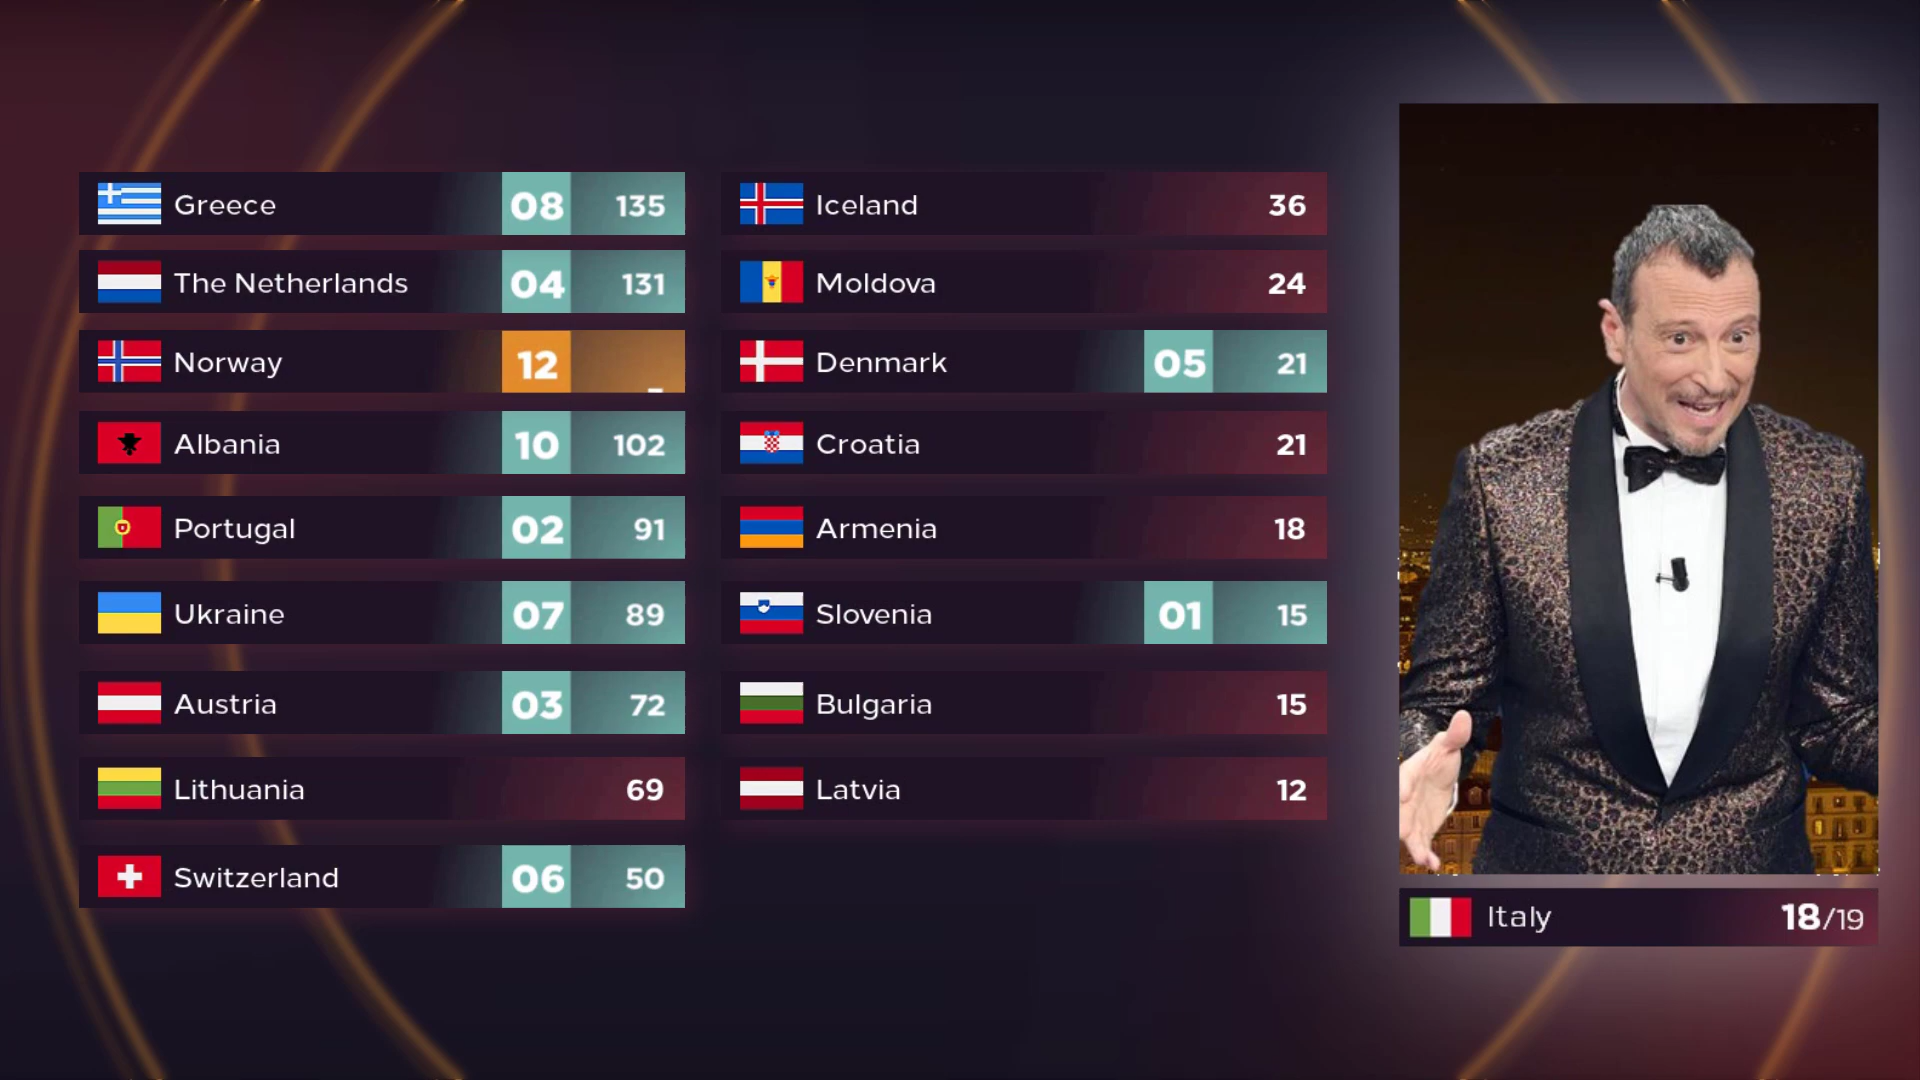 Greece 08 135
The Netherlands 04 131
Norway 12
Albania 10 102
Portugal 02 91
Ukraine 07 89
Austria 03 72
Lithuania 69
Switzerland 06 50
Iceland 36
Moldova 24
Denmark 05 21
Croatia 21
Armenia 18
Slovenia 01 15
Bulgaria 15
Latvia 12
Italy 18/19